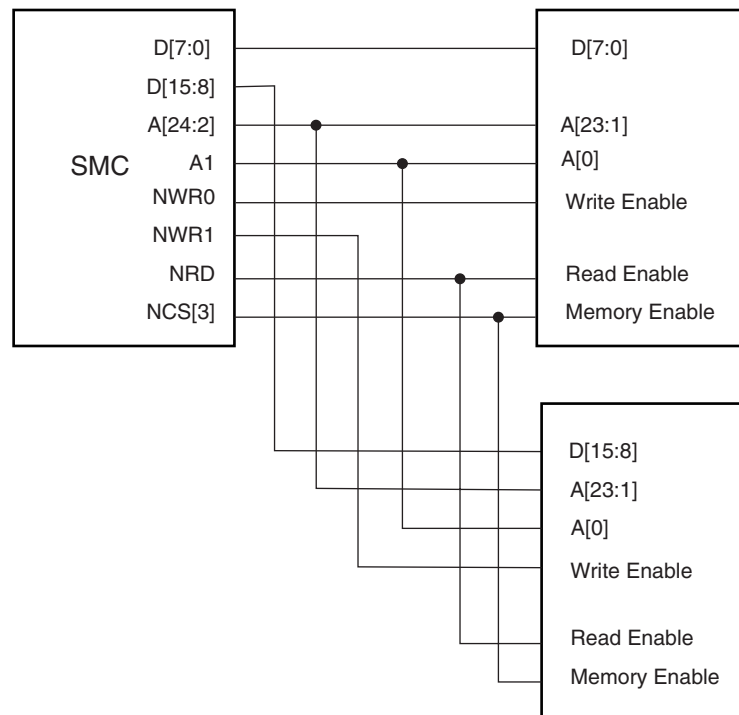 SMC
D[7:0]
D[15:8]
A[24:2]
A1
NWR0
NWR1
NRD
NCS[3]
D[7:0]
A[23:1]
A[0]
Write Enable
Read Enable
Memory Enable
D[15:8]
A[23:1]
A[0]
Write Enable
Read Enable
Memory Enable